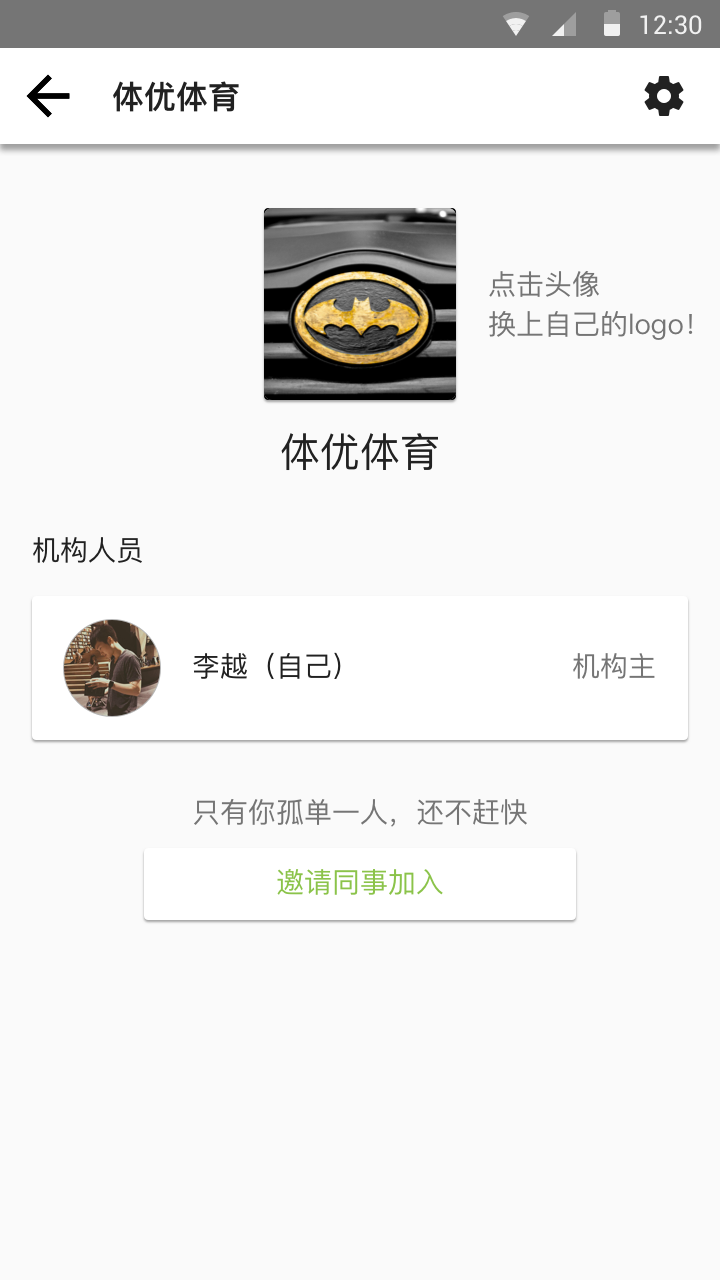 12:30
体优体育
点击头像
换上自己的logo！
体优体育
机构人员
李越（自己） 机构主
只有你孤单一人，还不赶快
邀请同事加入